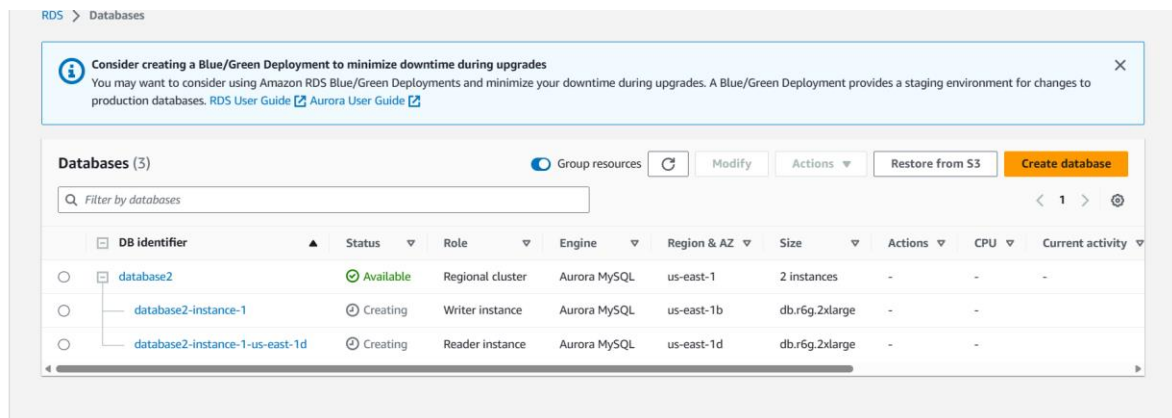 RDS > Databases
Consider creating a Blue/Green Deployment to minimize downtime during upgrades
You may want to consider using Amazon RDS Blue/Green Deployments and minimize your downtime during upgrades. A Blue/Green Deployment provides a staging environment for changes to
production databases. RDS User Guide Aurora User Guide
Databases (3) Group resources Modify Actions Restore from S3 Create database
Filter by databases < 1 >
DB identifier Status Role Engine Region & AZ Size Actions CPU Current activity
database2 Available Regional cluster Aurora MySQL us-east-1 2 instances - - -
database2-instance-1 Creating Writer instance Aurora MySQL us-east-1b db.r6g.2xlarge - -
database2-instance-1-us-east-1d Creating Reader instance Aurora MySQL us-east-1d db.r6g.2xlarge - -